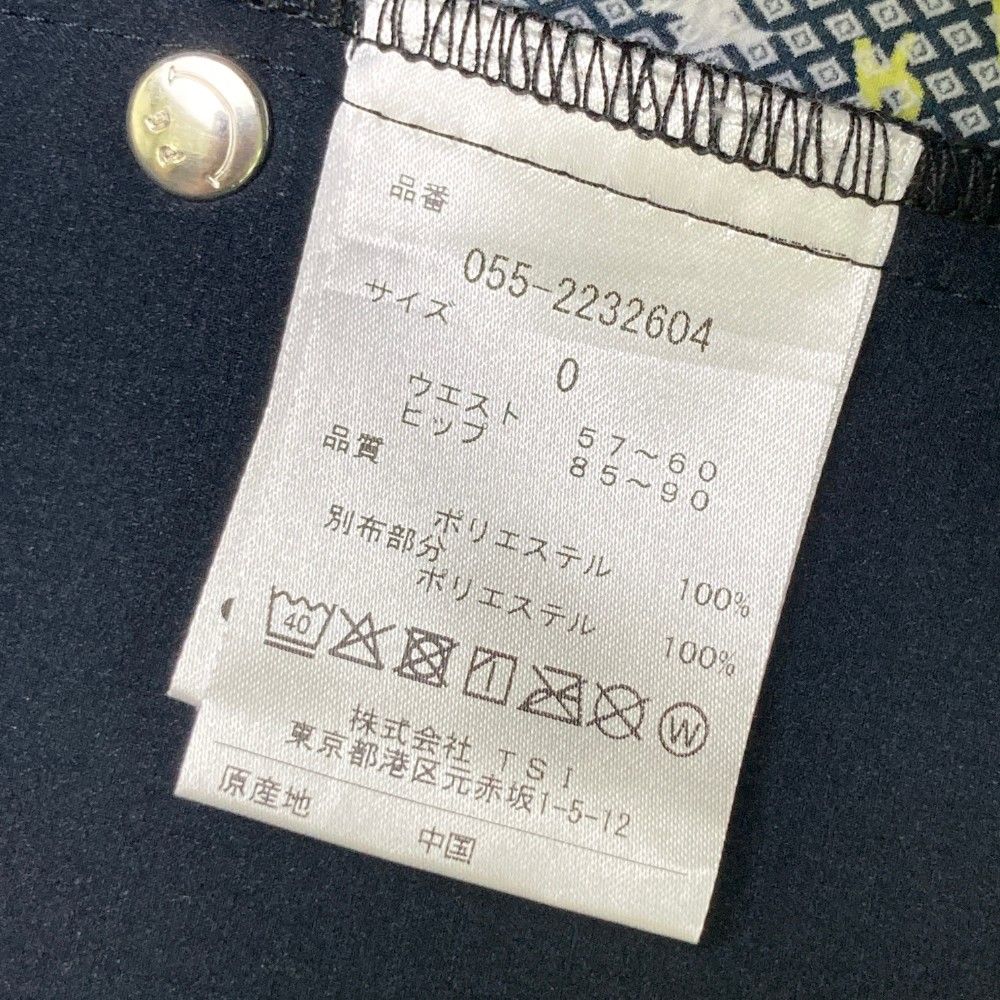 品番
055-2232604
サイズ
0
ウエスト 57～60
ヒップ 85～90
品質
ポリエステル 100%
別布部分
ポリエステル 100%
40
W
株式会社 TSI
東京都港区元赤坂1-5-12
原産地
中国